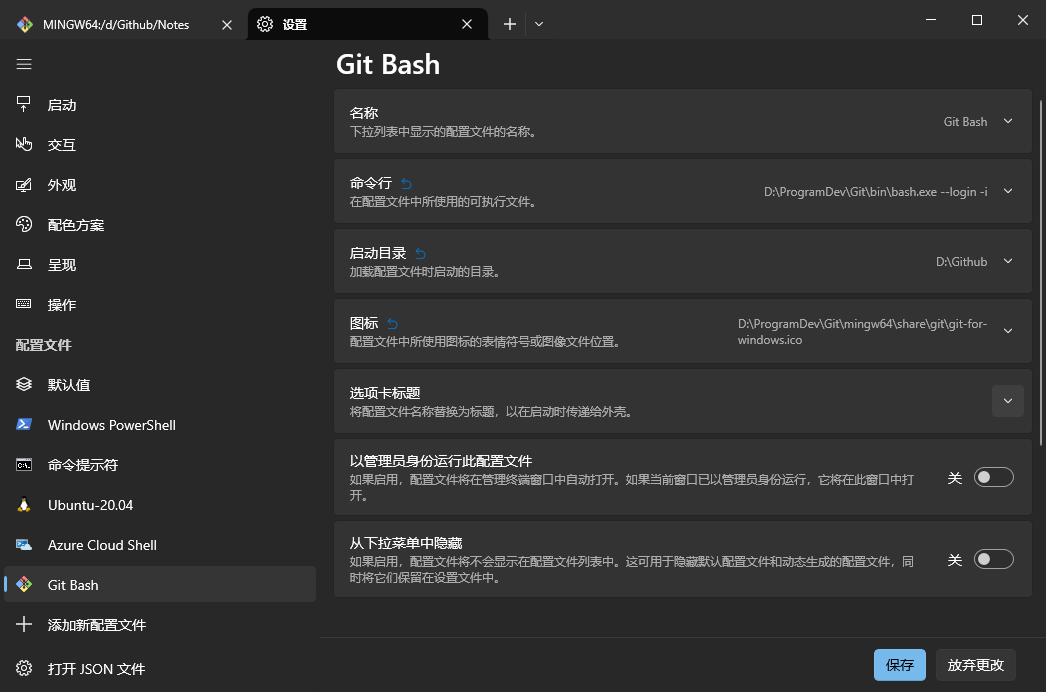 MINGW64:/d/Github/Notes
设置
启动
交互
外观
配色方案
呈现
操作
配置文件
默认值
Windows PowerShell
命令提示符
Ubuntu-20.04
Azure Cloud Shell
Git Bash
添加新配置文件
打开 JSON 文件
Git Bash
名称
下拉列表中显示的配置文件的名称。
Git Bash
命令行
在配置文件中所使用的可执行文件。
D:\ProgramDev\Git\bin\bash.exe --login -i
启动目录
加载配置文件时启动的目录。
D:\Github
图标
配置文件中所使用图标的表情符号或图像文件位置。
D:\ProgramDev\Git\mingw64\share\git\git-for-
windows.ico
选项卡标题
将配置文件名称替换为标题，以在启动时传递给外壳。
以管理员身份运行此配置文件
如果启用，配置文件将在管理终端窗口中自动打开。如果当前窗口已以管理员身份运行，它将在此窗口中打
开。
关
从下拉菜单中隐藏
如果启用，配置文件将不会显示在配置文件列表中。这可用于隐藏默认配置文件和动态生成的配置文件，同
时将它们保留在设置文件中。
关
保存
放弃更改